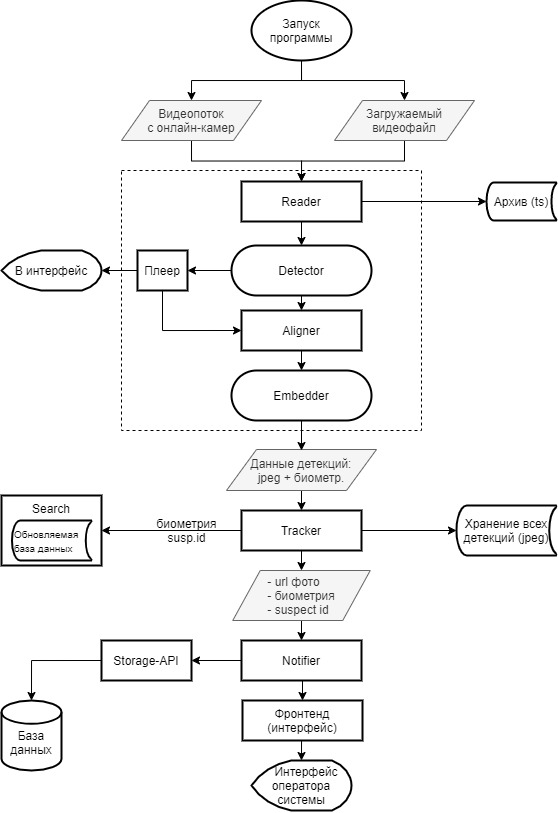 Запуск
программы
Видеопоток
с онлайн-камер
Загружаемый
видеофайл
Reader
Архив (ts)
В интерфейс
Плеер
Detector
Aligner
Embedder
Данные детекций:
jpeg + биометр.
Search
Обновляемая
база данных
биометрия
susp.id
Tracker
Хранение всех
детекций (jpeg)
- url фото
- биометрия
- suspect id
Storage-API
Notifier
База
данных
Фронтенд
(интерфейс)
Интерфейс
оператора
системы